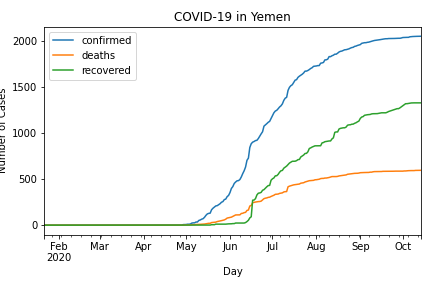 COVID-19 in Yemen
confirmed
deaths
recovered
2000
1500
1000
500
0
Number of Cases
Feb Mar Apr May Jun Jul Aug Sep Oct
2020
Day